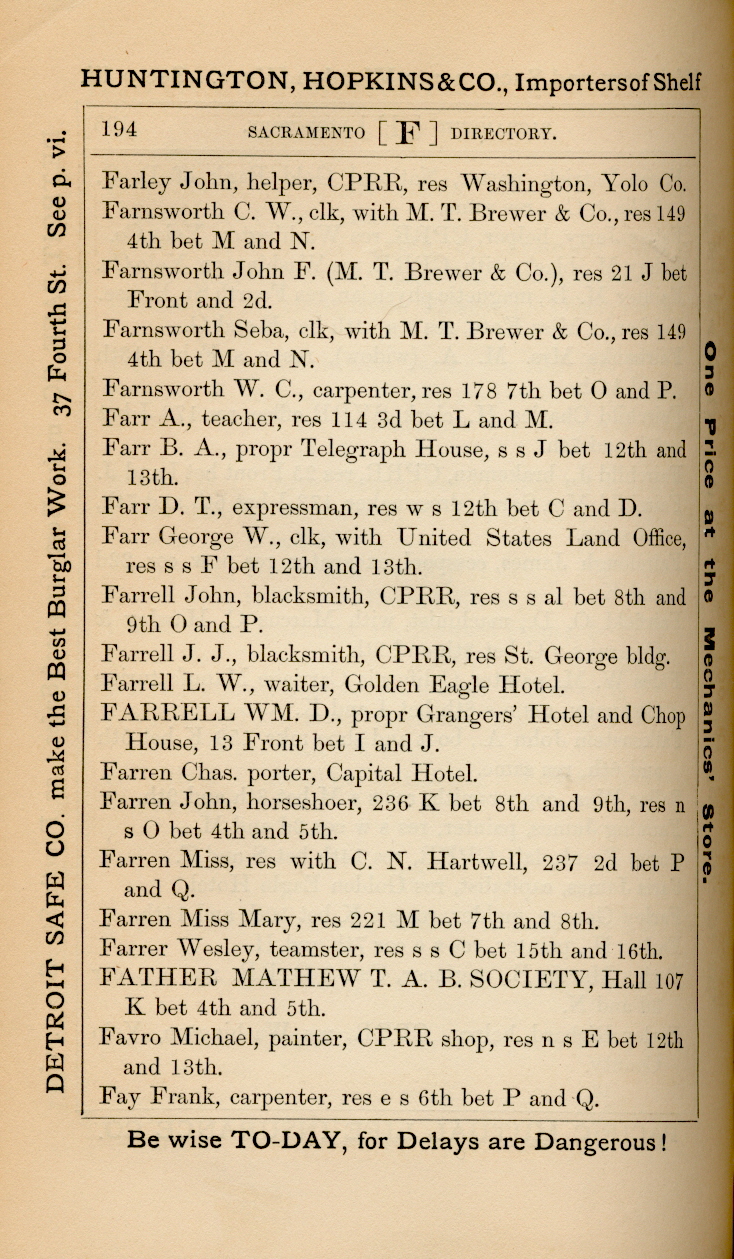 HUNTINGTON, HOPKINS & CO., Importers of Shelf
194 SACRAMENTO [ F ] DIRECTORY.
Farley John, helper, CPRR, res Washington, Yolo Co.
Farnsworth C. W., clk, with M. T. Brewer & Co., res 149
4th bet M and N.
Farnsworth John F. (M. T. Brewer & Co.), res 21 J bet
Front and 2d.
Farnsworth Seba, clk, with M. T. Brewer & Co., res 149
4th bet M and N.
Farnsworth W. C., carpenter, res 178 7th bet O and P.
Farr A., teacher, res 114 3d bet L and M.
Farr B. A., propr Telegraph House, s s J bet 12th and
13th.
Farr D. T., expressman, res w s 12th bet C and D.
Farr George W., clk, with United States Land Office,
res s s F bet 12th and 13th.
Farrell John, blacksmith, CPRR, res s s al bet 8th and
9th O and P.
Farrell J. J., blacksmith, CPRR, res St. George bldg.
Farrell L. W., waiter, Golden Eagle Hotel.
FARRELL WM. D., propr Grangers' Hotel and Chop
House, 13 Front bet I and J.
Farren Chas. porter, Capital Hotel.
Farren John, horseshoer, 236 K bet 8th and 9th, res n
s O bet 4th and 5th.
Farren Miss, res with C. N. Hartwell, 237 2d bet P
and Q.
Farren Miss Mary, res 221 M bet 7th and 8th.
Farrer Wesley, teamster, res s s C bet 15th and 16th.
FATHER MATHEW T. A. B. SOCIETY, Hall 107
K bet 4th and 5th.
Favro Michael, painter, CPRR shop, res n s E bet 12th
and 13th.
Fay Frank, carpenter, res e s 6th bet P and Q.
Be wise TO-DAY, for Delays are Dangerous!
DETROIT SAFE CO. make the Best Burglar Work. 37 Fourth St. See p. vi.
One Price at the Mechanics' Store.